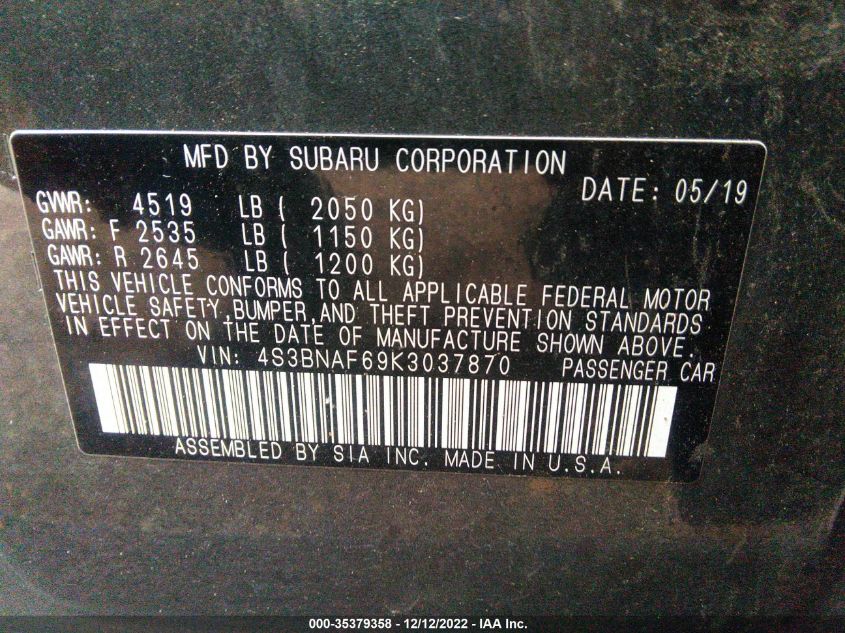 MFD BY SUBARU CORPORATION
DATE: 05/19
GVWR: 4519 LB ( 2050 KG)
GAWR: F 2535 LB ( 1150 KG)
GAWR: R 2645 LB ( 1200 KG)
THIS VEHICLE CONFORMS TO ALL APPLICABLE FEDERAL MOTOR
VEHICLE SAFETY,BUMPER,AND THEFT PREVENTION STANDARDS
IN EFFECT ON THE DATE OF MANUFACTURE SHOWN ABOVE.
VIN: 4S3BNAF69K3037870 PASSENGER CAR
ASSEMBLED BY SIA INC. MADE IN U.S.A.
000-35379358 - 12/12/2022 - IAA Inc.